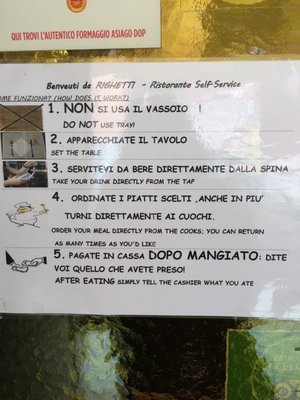 QUI TROVI L'AUTENTICO FORMAGGIO ASIAGO DOP
Benveuti da RIGHETTI - Ristorante Self-Service
OME FUNZIONA? (HOW DOES IT WORK?)
1. NON SI USA IL VASSOIO !
DO NOT USE TRAY!
2. APPARECCHIATE IL TAVOLO
SET THE TABLE
3. SERVITEVI DA BERE DIRETTAMENTE DALLA SPINA
TAKE YOUR DRINK DIRECTLY FROM THE TAP
4. ORDINATE I PIATTI SCELTI ,ANCHE IN PIU'
TURNI DIRETTAMENTE AI CUOCHI.
ORDER YOUR MEAL DIRECTLY FROM THE COOKS; YOU CAN RETURN
AS MANY TIMES AS YOU'D LIKE
5. PAGATE IN CASSA DOPO MANGIATO: DITE
VOI QUELLO CHE AVETE PRESO!
AFTER EATING SIMPLY TELL THE CASHIER WHAT YOU ATE